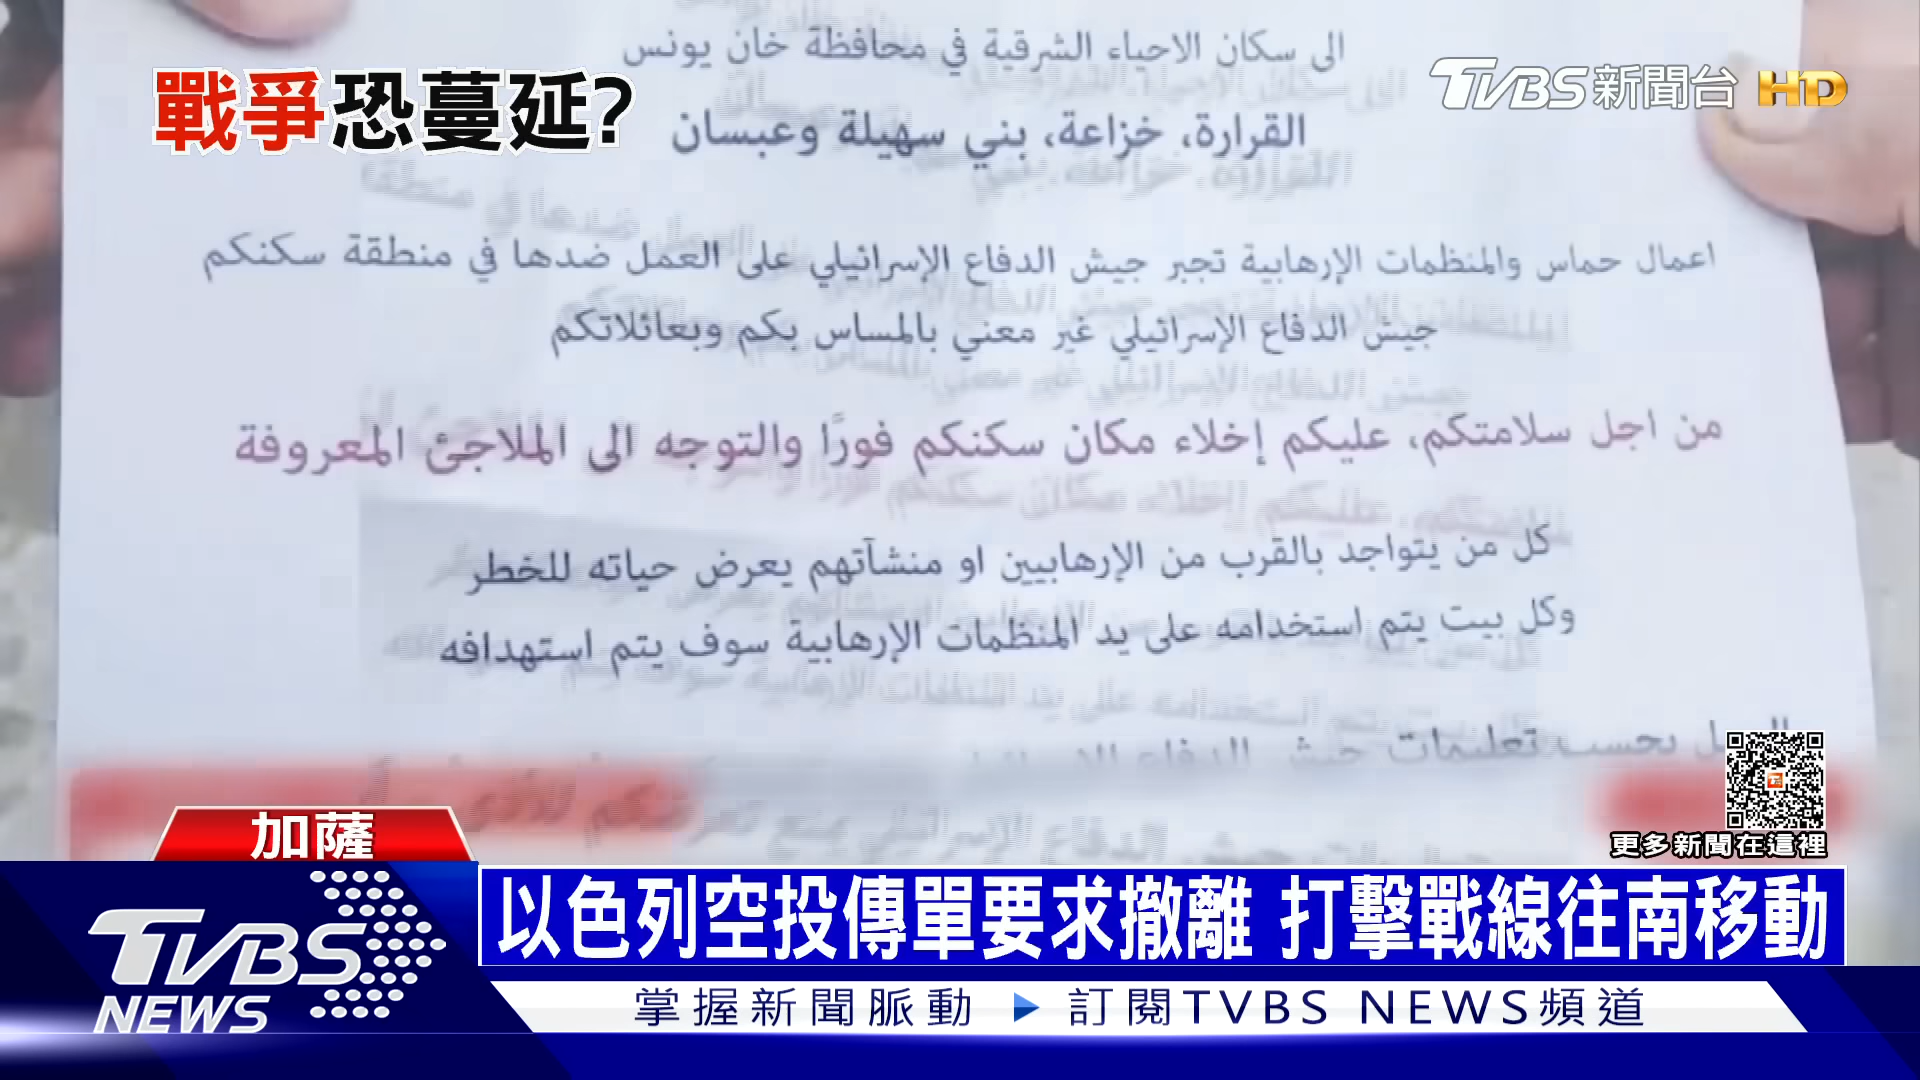 الى سكان الاحياء الشرقية في محافظة خان يونس
TVBS新聞台 HD
戰爭恐蔓延?
القرارة، خزاعة، بني سهيلة وعبسان
اعمال حماس والمنظمات الإرهابية تجبر جيش الدفاع الإسرائيلي على العمل ضدها في منطقة سكنكم
جيش الدفاع الإسرائيلي غير معني بالمساس بكم وبعائلاتكم
من اجل سلامتكم، عليكم إخلاء مكان سكنكم فورًا والتوجه الى الملاجئ المعروفة
كل من يتواجد بالقرب من الإرهابيين او منشآتهم يعرض حياته للخطر
وكل بيت يتم استخدامه على يد المنظمات الإرهابية سوف يتم استهدافه
بحسب تعليمات جيش الدفاع
更多新聞在這裡
加薩
以色列空投傳單要求撤離 打擊戰線往南移動
TVBS
NEWS
掌握新聞脈動 ▶ 訂閱TVBS NEWS頻道